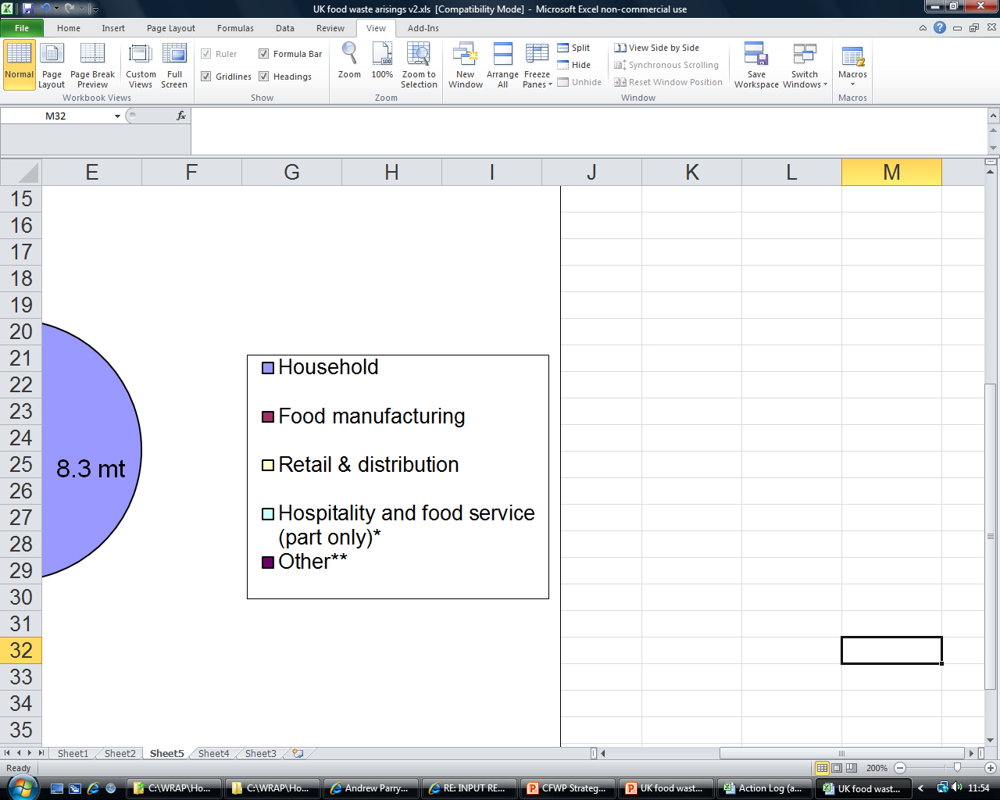 UK food waste arisings v2.xls [Compatibility Mode] - Microsoft Excel non-commercial use
File Home Insert Page Layout Formulas Data Review View Add-Ins
Normal Page Layout Page Break Preview Custom Views Full Screen
Workbook Views
Ruler Formula Bar
Gridlines Headings
Show
Zoom 100% Zoom to Selection
Zoom
New Window Arrange All Freeze Panes
Split
Hide
Unhide
View Side by Side
Synchronous Scrolling
Reset Window Position
Save Workspace Switch Windows
Window
Macros
Macros
M32 fx
E F G H I J K L M
15
16
17
18
19
20
21
22
23
24
25
26
27
28
29
30
31
32
33
34
35
8.3 mt
Household
Food manufacturing
Retail & distribution
Hospitality and food service
(part only)*
Other**
Sheet1 Sheet2 Sheet5 Sheet4 Sheet3
Ready 200%
C:\WRAP\Ho... C:\WRAP\Ho... Andrew Parry... RE: INPUT RE... CFWP Strateg... UK food wast... Action Log (a... UK food wast... 11:54